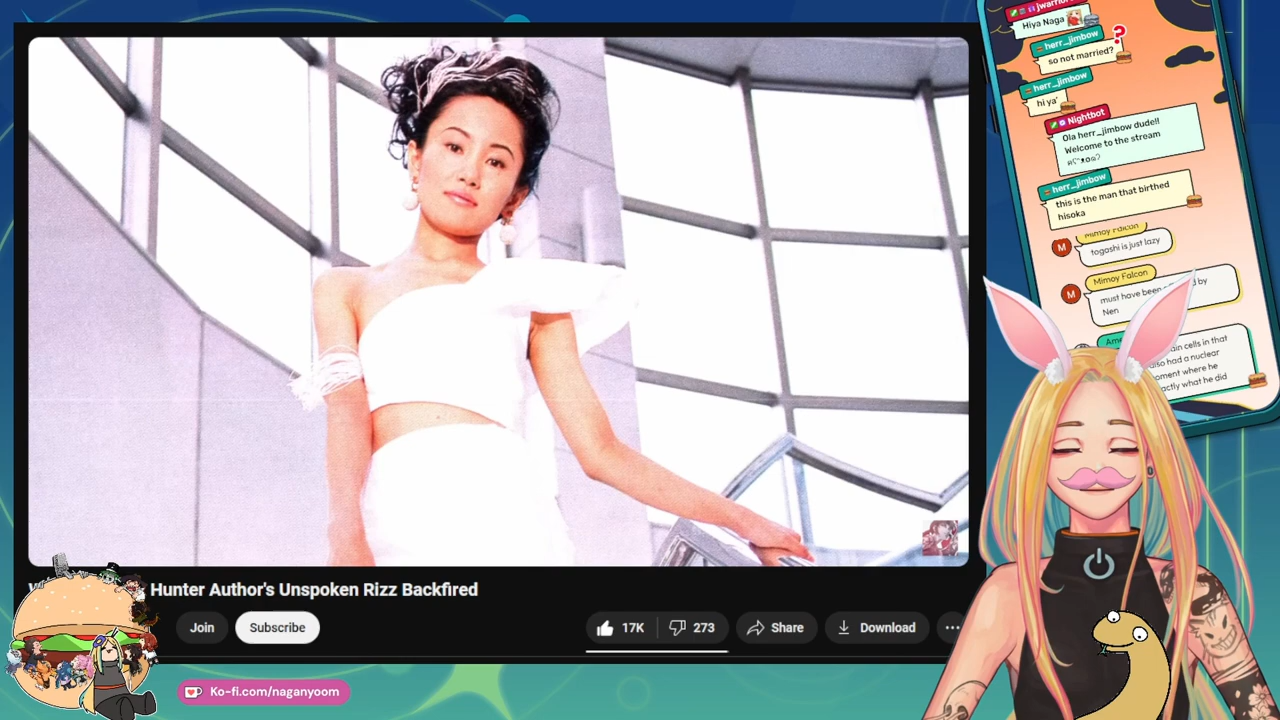 jwarrior
Hiya Naga
herr_jimbow
so not married?
herr_jimbow
hi ya'
Nightbot
Ola herr_jimbow dude!!
Welcome to the stream
herr_jimbow
this is the man that birthed
hisoka
M
Mimoy Falcon
togashi is just lazy
M
Mimoy Falcon
must have been by
Nen
cells in that
also had a nuclear
moment where he
exactly what he did
Hunter Author's Unspoken Rizz Backfired
Join
Subscribe
17K
273
Share
Download
Ko-fi.com/naganyoom